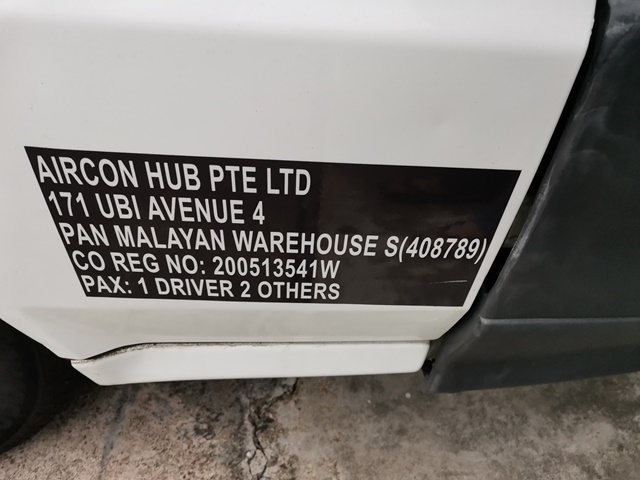 AIRCON HUB PTE LTD
171 UBI AVENUE 4
PAN MALAYAN WAREHOUSE S(408789)
CO REG NO: 200513541W
PAX: 1 DRIVER 2 OTHERS